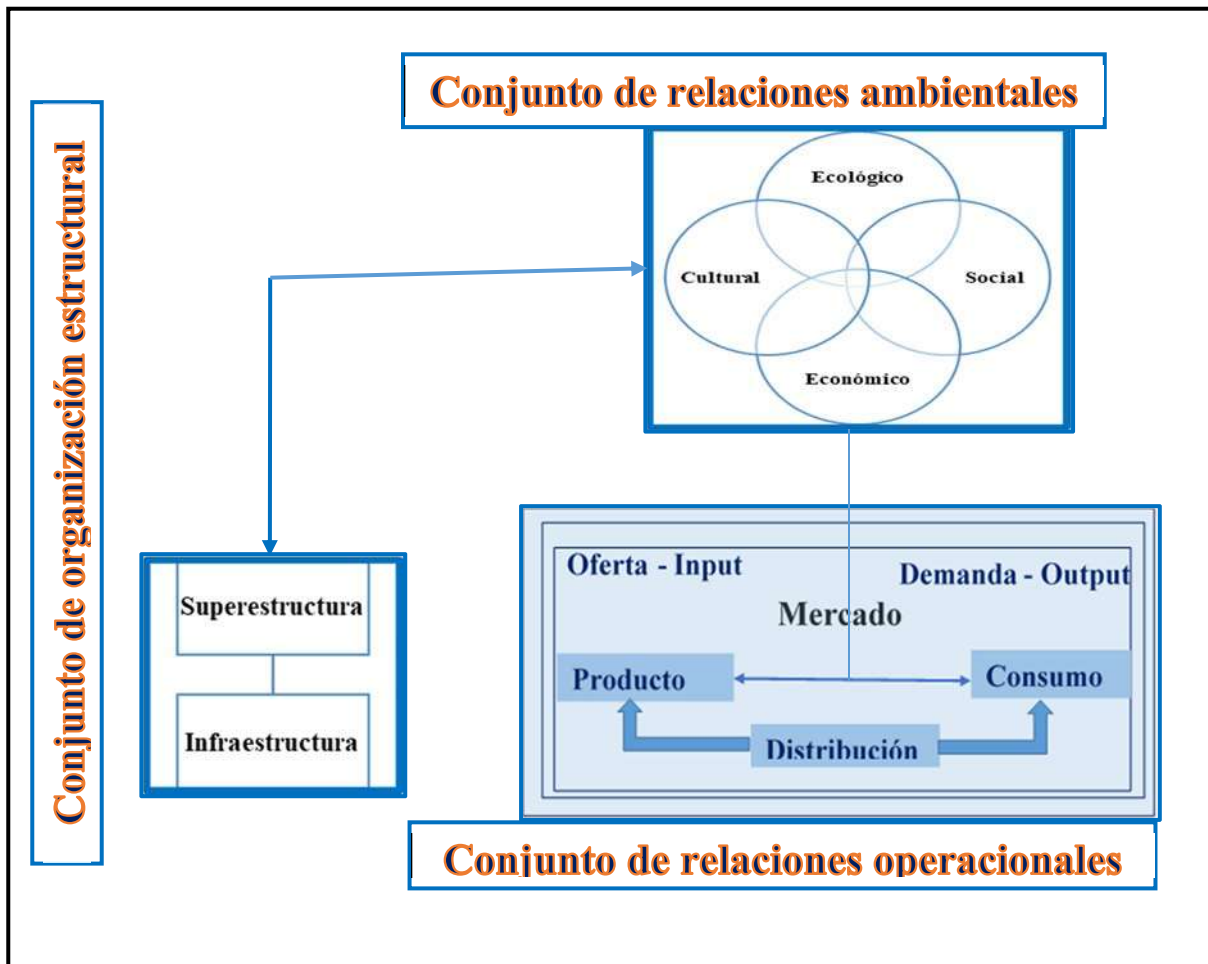 Conjunto de relaciones ambientales
Conjunto de organización estructural
Ecológico
Cultural
Social
Económico
Superestructura
Infraestructura
Oferta - Input
Demanda - Output
Mercado
Producto
Consumo
Distribución
Conjunto de relaciones operacionales